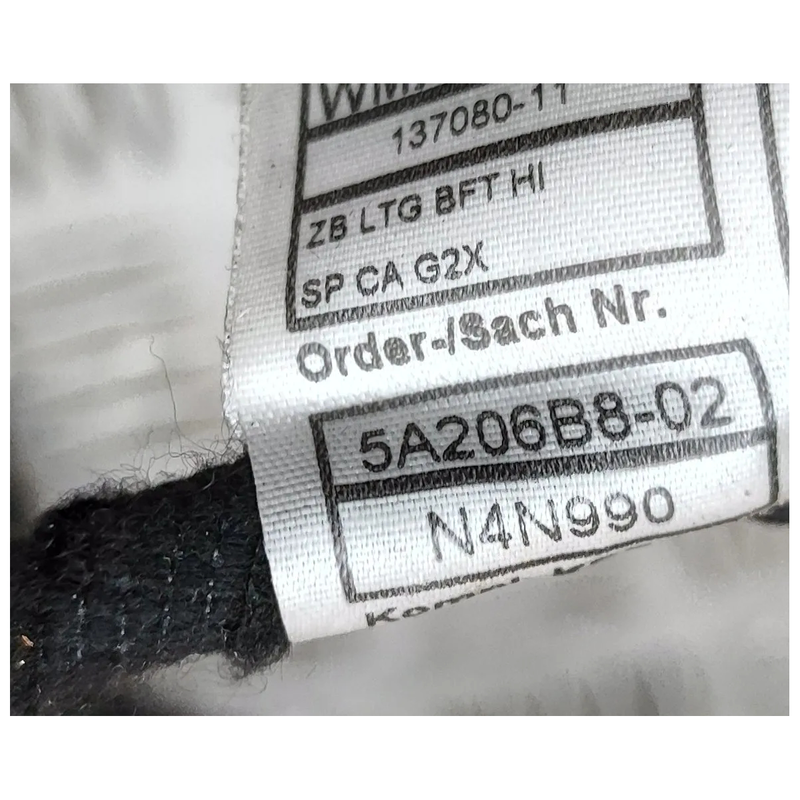 137080-11
ZB LTG BFT HI
SP CA G2X
Order-/Sach Nr.
5A206B8-02
N4N990